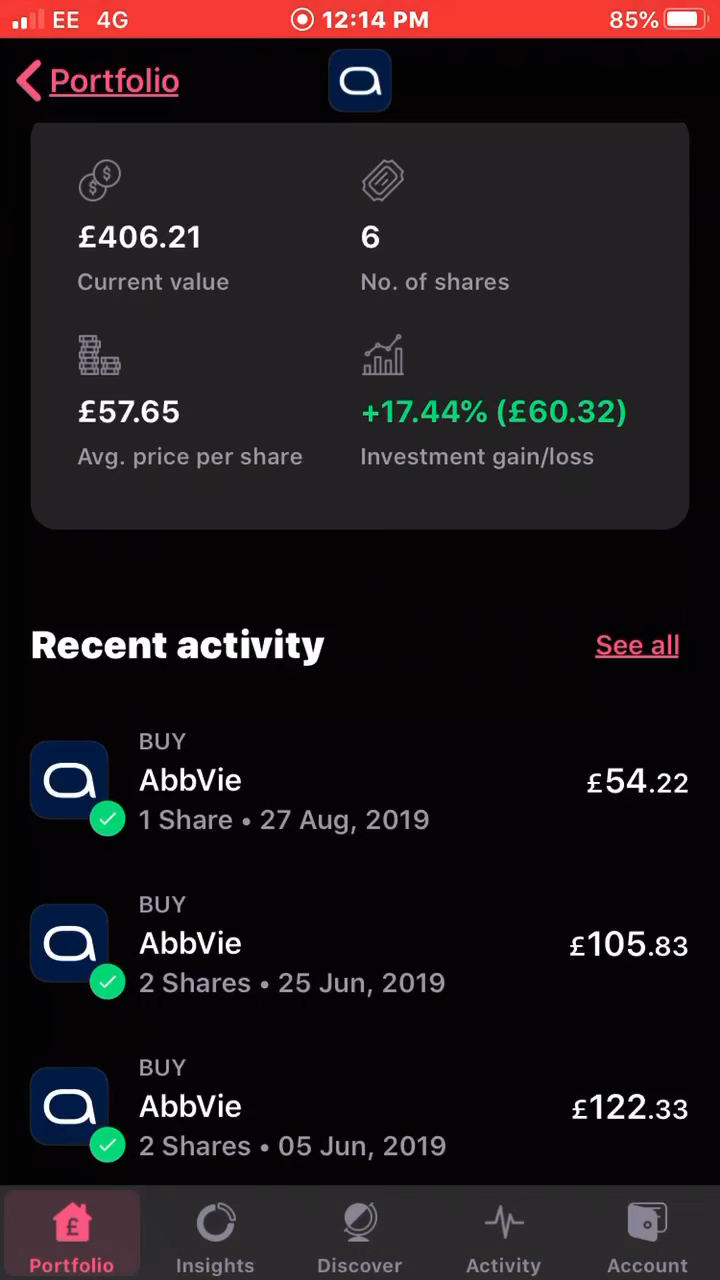 EE 4G 12:14 PM 85%
Portfolio
£406.21 6
Current value No. of shares
£57.65 +17.44% (£60.32)
Avg. price per share Investment gain/loss
Recent activity See all
BUY
AbbVie £54.22
1 Share • 27 Aug, 2019
BUY
AbbVie £105.83
2 Shares • 25 Jun, 2019
BUY
AbbVie £122.33
2 Shares • 05 Jun, 2019
Portfolio Insights Discover Activity Account